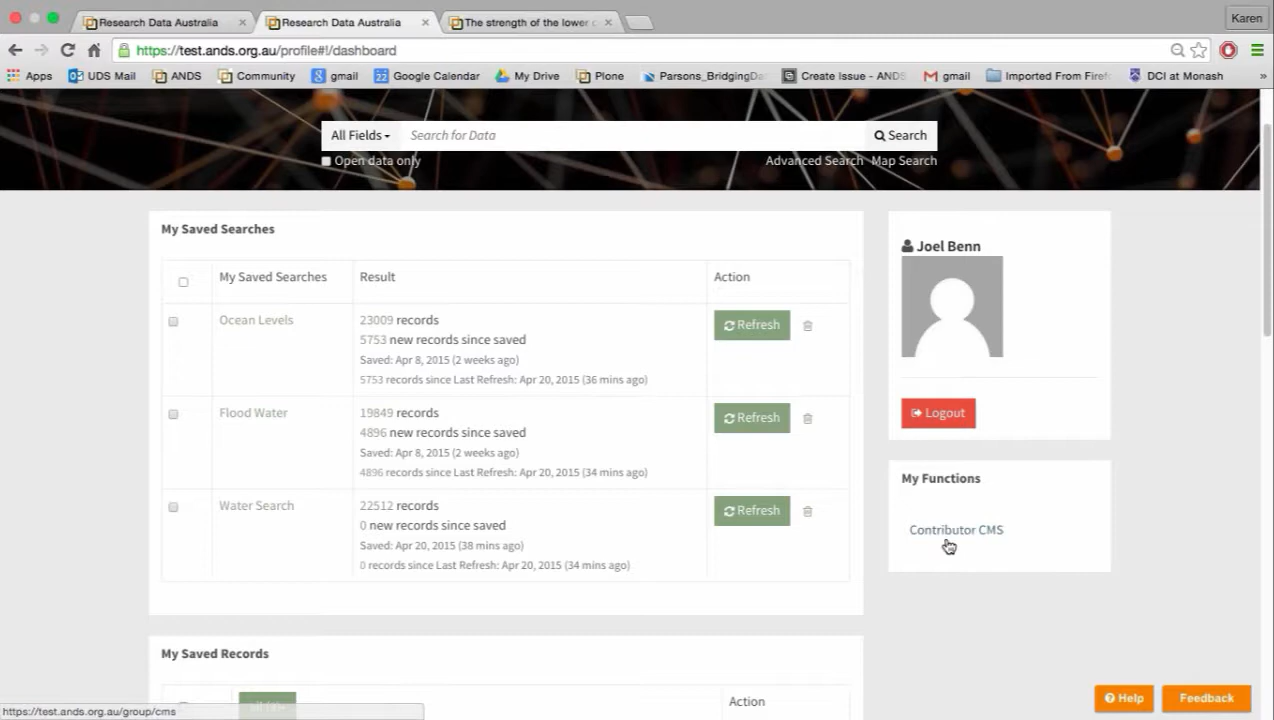 Research Data Australia
Research Data Australia
The strength of the lower c
Karen
https://test.ands.org.au/profile#!/dashboard
Apps
UDS Mail
ANDS
Community
gmail
Google Calendar
My Drive
Plone
Parsons_BridgingDa
Create Issue - ANDS
gmail
Imported From Firef
DCI at Monash
»
All Fields
Search for Data
Search
Open data only
Advanced Search
Map Search
My Saved Searches
My Saved Searches
Result
Action
Ocean Levels
23009 records
5753 new records since saved
Saved: Apr 8, 2015 (2 weeks ago)
5753 records since Last Refresh: Apr 20, 2015 (36 mins ago)
Refresh
Flood Water
19849 records
4896 new records since saved
Saved: Apr 8, 2015 (2 weeks ago)
4896 records since Last Refresh: Apr 20, 2015 (34 mins ago)
Refresh
Water Search
22512 records
0 new records since saved
Saved: Apr 20, 2015 (38 mins ago)
0 records since Last Refresh: Apr 20, 2015 (34 mins ago)
Refresh
Joel Benn
Logout
My Functions
Contributor CMS
My Saved Records
Action
Help
Feedback
https://test.ands.org.au/group/cms